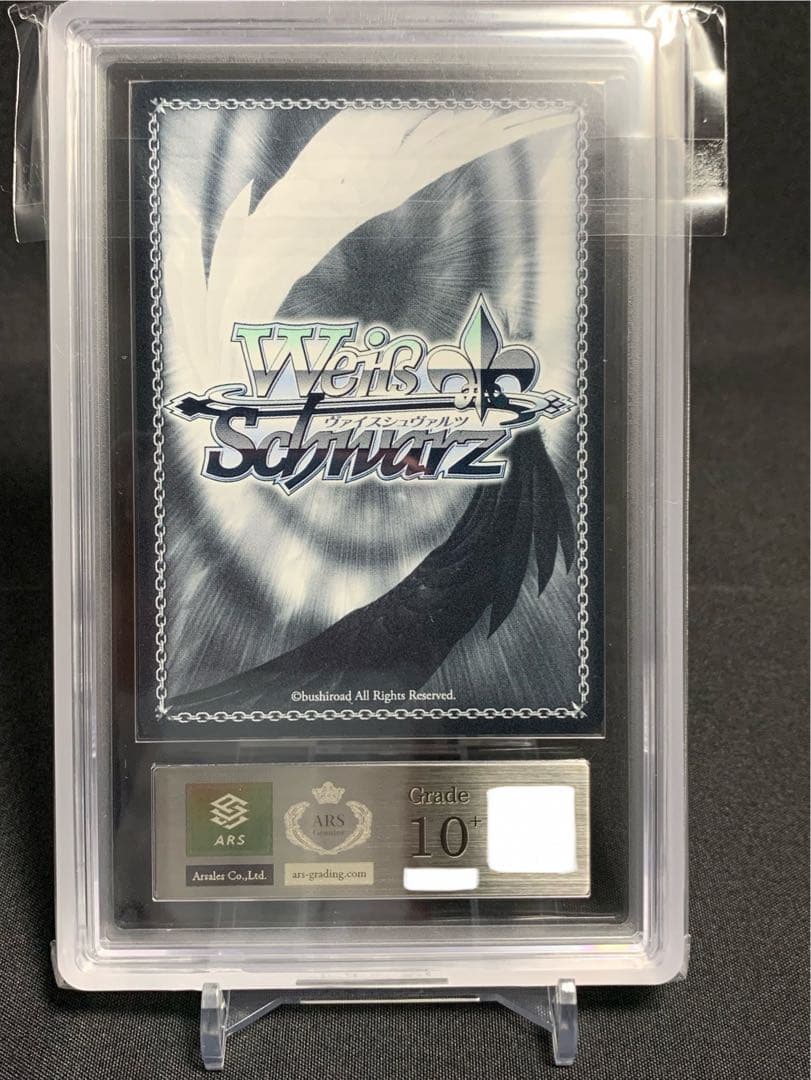 Weiß
ヴァイスシュヴァルツ
Schwarz
©bushiroad All Rights Reserved.
ARS
Arsales Co.,Ltd.
ARS
Genuine
ars-grading.com
Grade
10+